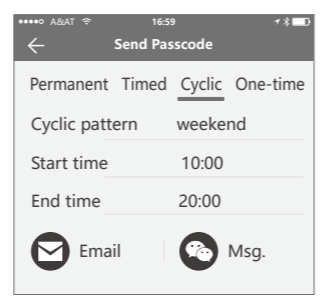 A&AT 16:59
Send Passcode
Permanent Timed Cyclic One-time
Cyclic pattern weekend
Start time 10:00
End time 20:00
Email Msg.